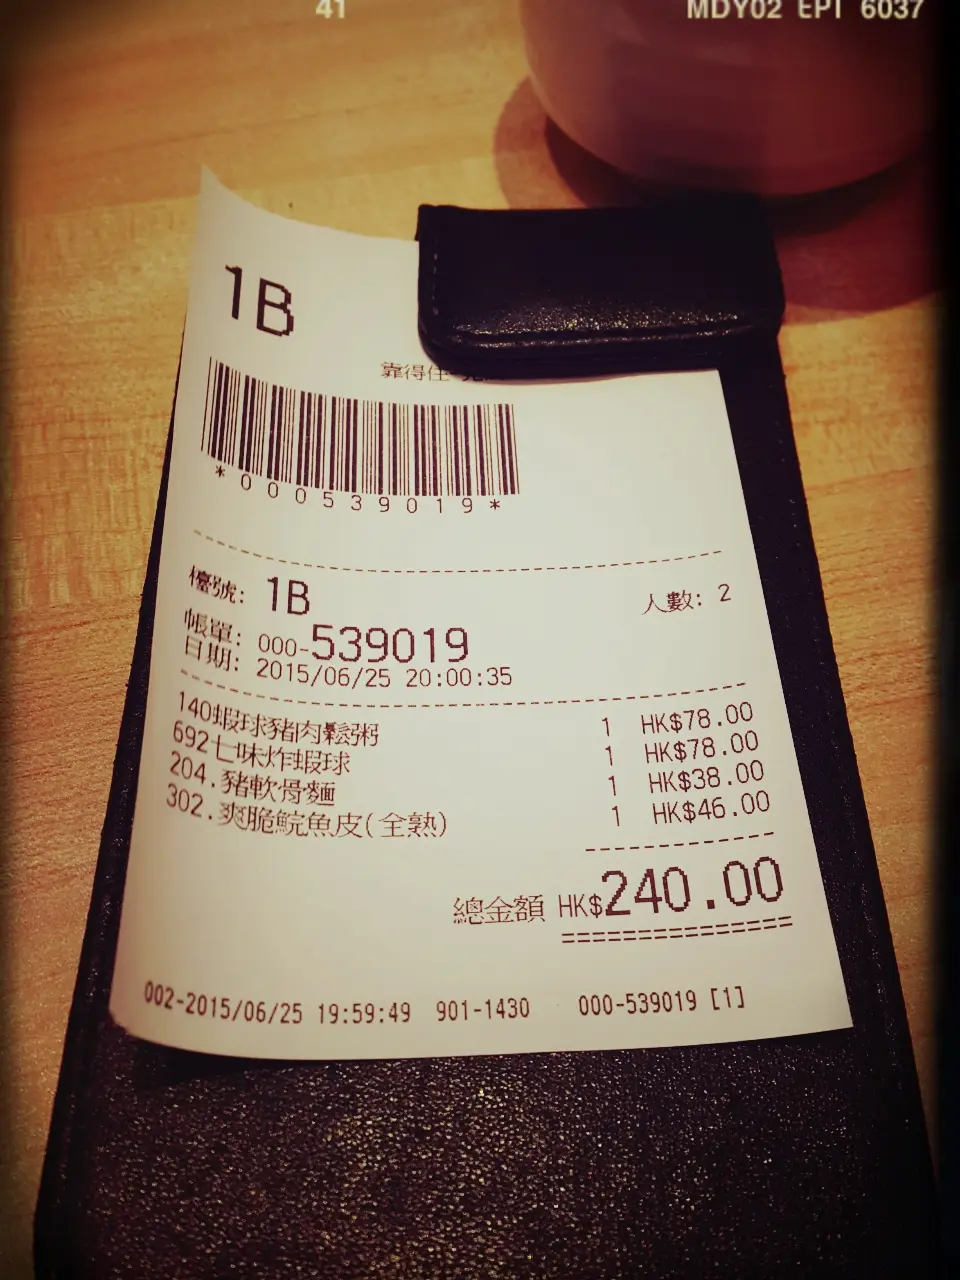 41 MDY02 EPT 6037
1B
靠得住
*000539019*
檯號: 1B 人數: 2
帳單: 000-539019
日期: 2015/06/25 20:00:35
140蝦球豬肉鬆粥 1 HK$78.00
692七味炸蝦球 1 HK$78.00
204.豬軟骨麵 1 HK$38.00
302.爽脆鯇魚皮(全熟) 1 HK$46.00
總金額 HK$240.00
002-2015/06/25 19:59:49 901-1430 000-539019 [1]